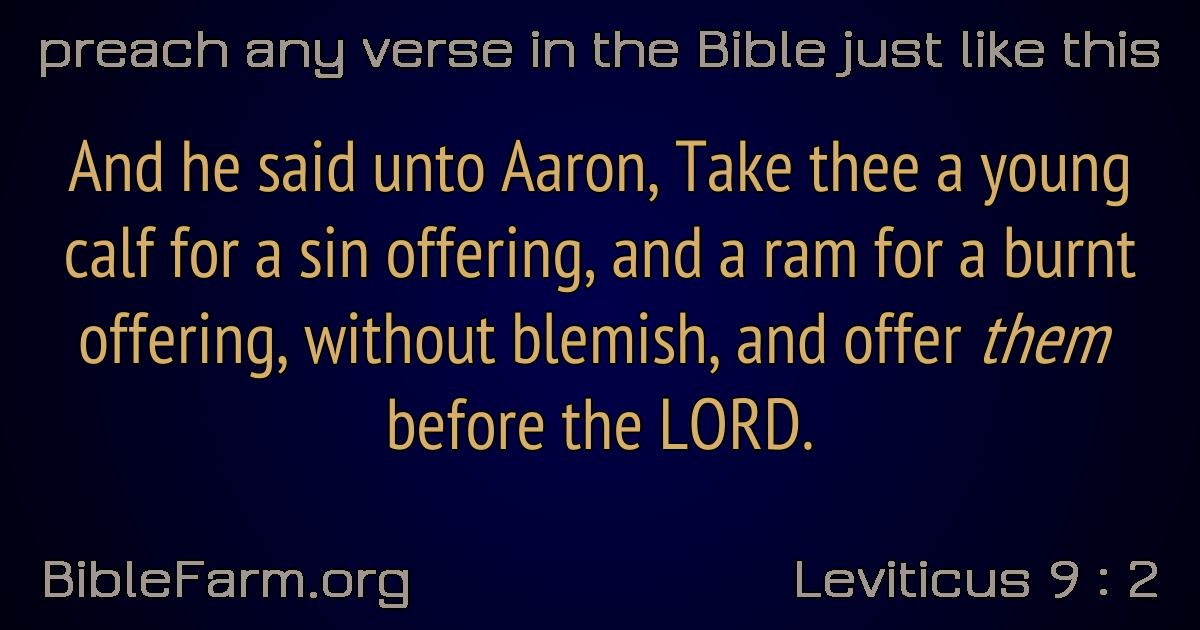 preach any verse in the Bible just like this
And he said unto Aaron, Take thee a young
calf for a sin offering, and a ram for a burnt
offering, without blemish, and offer them
before the LORD.
BibleFarm.org
Leviticus 9 : 2